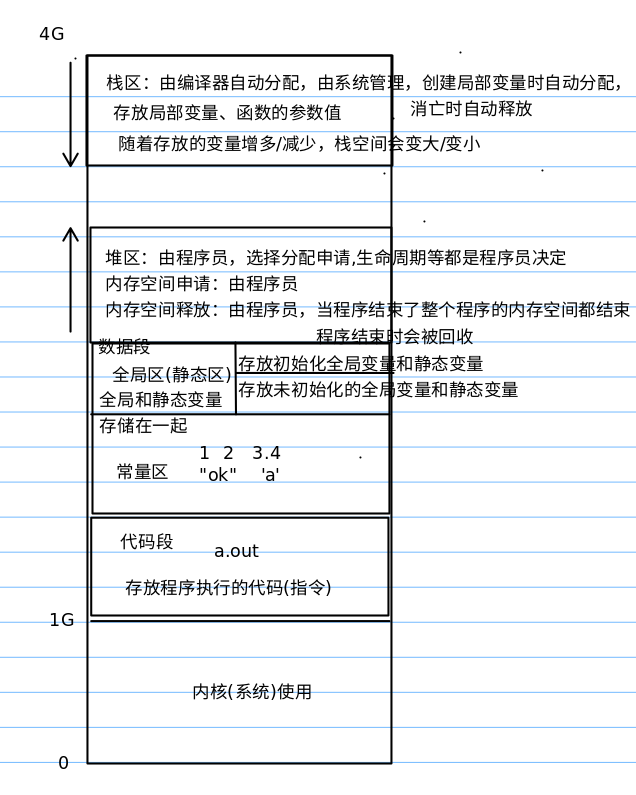 4G
栈区：由编译器自动分配，由系统管理，创建局部变量时自动分配，
存放局部变量、函数的参数值
消亡时自动释放
随着存放的变量增多/减少，栈空间会变大/变小
堆区：由程序员，选择分配申请,生命周期等都是程序员决定
内存空间申请：由程序员
内存空间释放：由程序员，当程序结束了整个程序的内存空间都结束
程序结束时会被回收
数据段
存放初始化全局变量和静态变量
全局区(静态区)
存放未初始化的全局变量和静态变量
全局和静态变量
存储在一起
1 2 3.4
常量区 "ok" 'a'
代码段
a.out
存放程序执行的代码(指令)
1G
内核(系统)使用
0